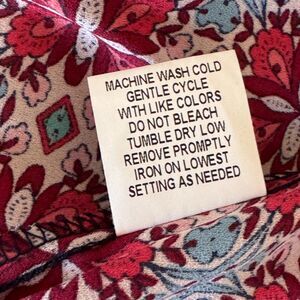 MACHINE WASH COLD
GENTLE CYCLE
WITH LIKE COLORS
DO NOT BLEACH
TUMBLE DRY LOW
REMOVE PROMPTLY
IRON ON LOWEST
SETTING AS NEEDED